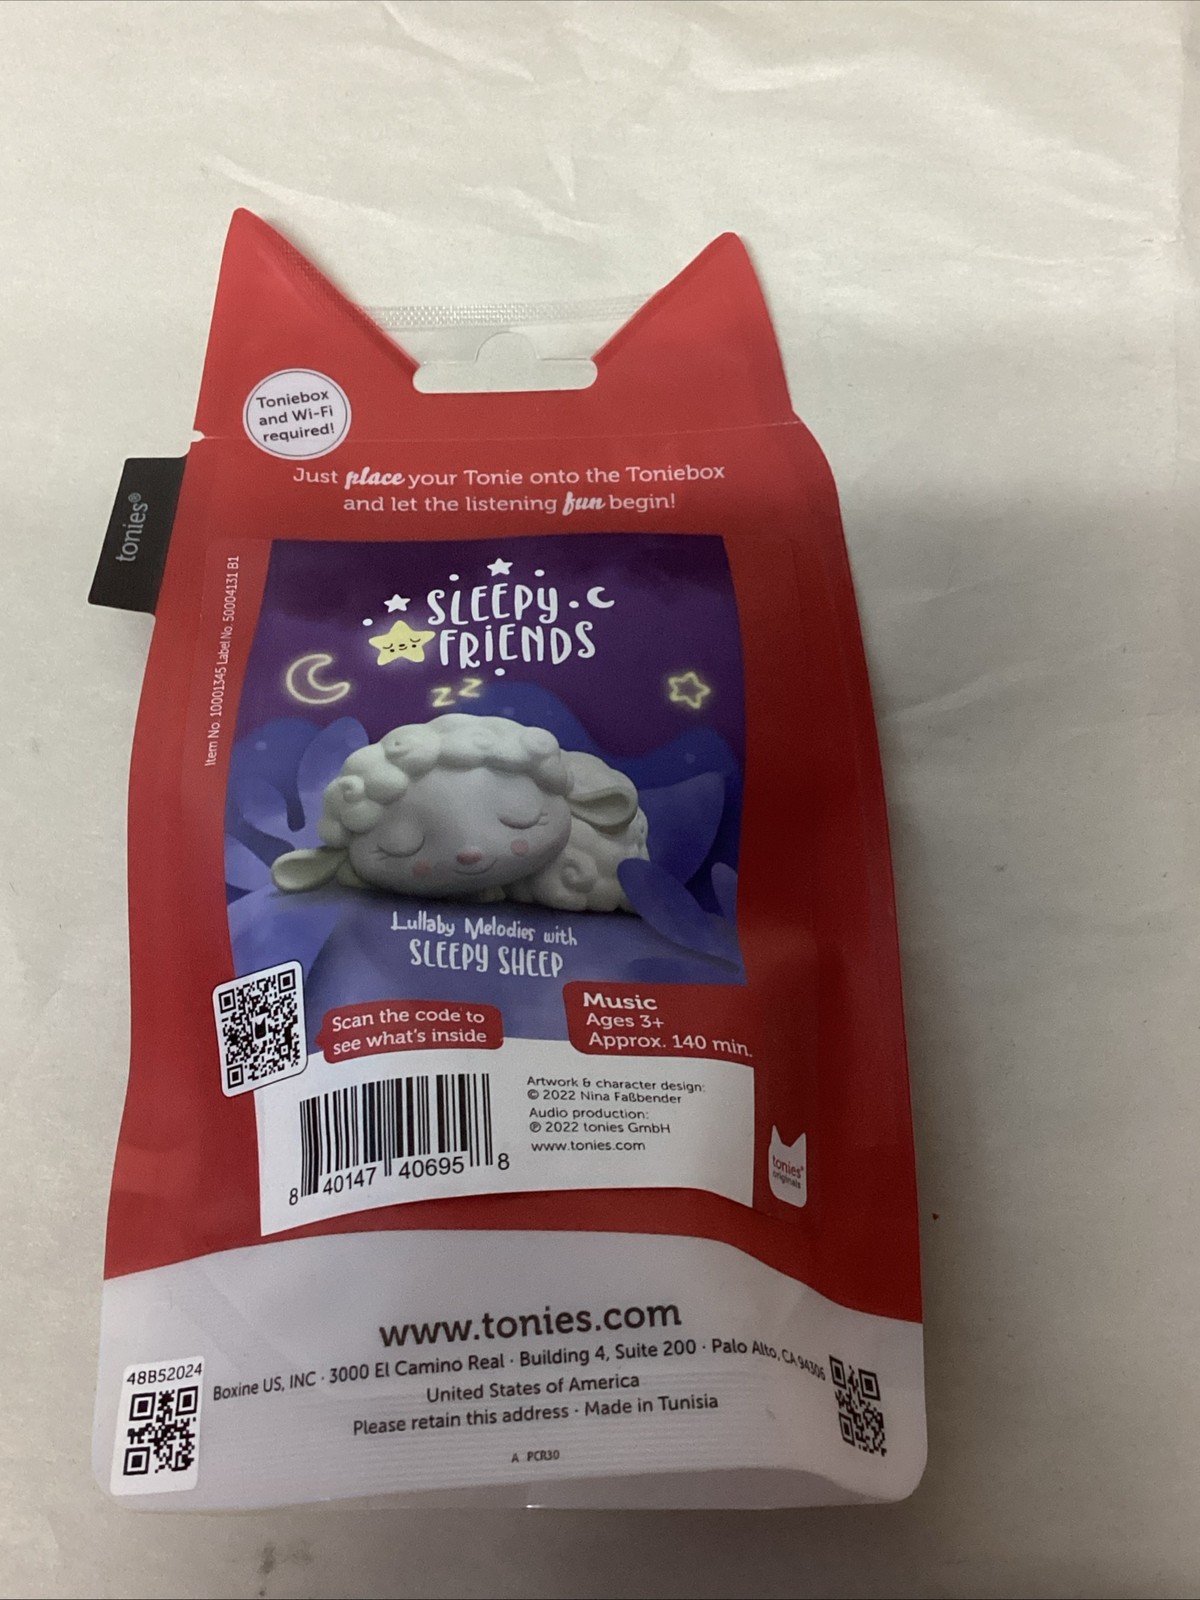 Toniebox
and Wi-Fi
required!
Just place your Tonie onto the Toniebox
and let the listening fun begin!
tonies®
Item No. 10001345 Label No. 50004131 B1
SLEEPY
FRIENDS
z z
Lullaby Melodies with
SLEEPY SHEEP
Scan the code to
see what's inside
Music
Ages 3+
Approx. 140 min.
Artwork & character design:
© 2022 Nina Faßbender
Audio production:
℗ 2022 tonies GmbH
www.tonies.com
8 40147 40695 8
tonies®
originals
www.tonies.com
48B52024
Boxine US, INC · 3000 El Camino Real · Building 4, Suite 200 · Palo Alto, CA 94306
United States of America
Please retain this address · Made in Tunisia
A PCR30